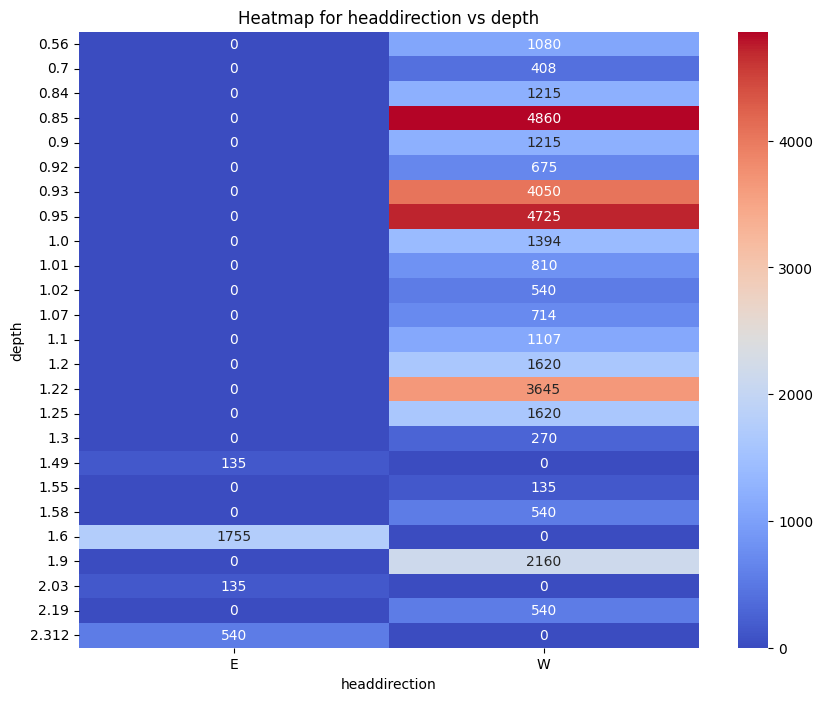 Heatmap for headdirection vs depth
0.56 0 1080
0.7 0 408
0.84 0 1215
0.85 0 4860
0.9 0 1215
0.92 0 675
0.93 0 4050
0.95 0 4725
1.0 0 1394
1.01 0 810
1.02 0 540
1.07 0 714
1.1 0 1107
1.2 0 1620
1.22 0 3645
1.25 0 1620
1.3 0 270
1.49 135 0
1.55 0 135
1.58 0 540
1.6 1755 0
1.9 0 2160
2.03 135 0
2.19 0 540
2.312 540 0
E W
headdirection
depth
4000
3000
2000
1000
0